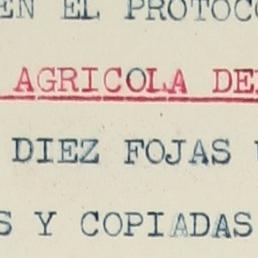 EN EL PROTOCO
AGRICOLA DE
DIEZ FOJAS
S Y COPIADAS